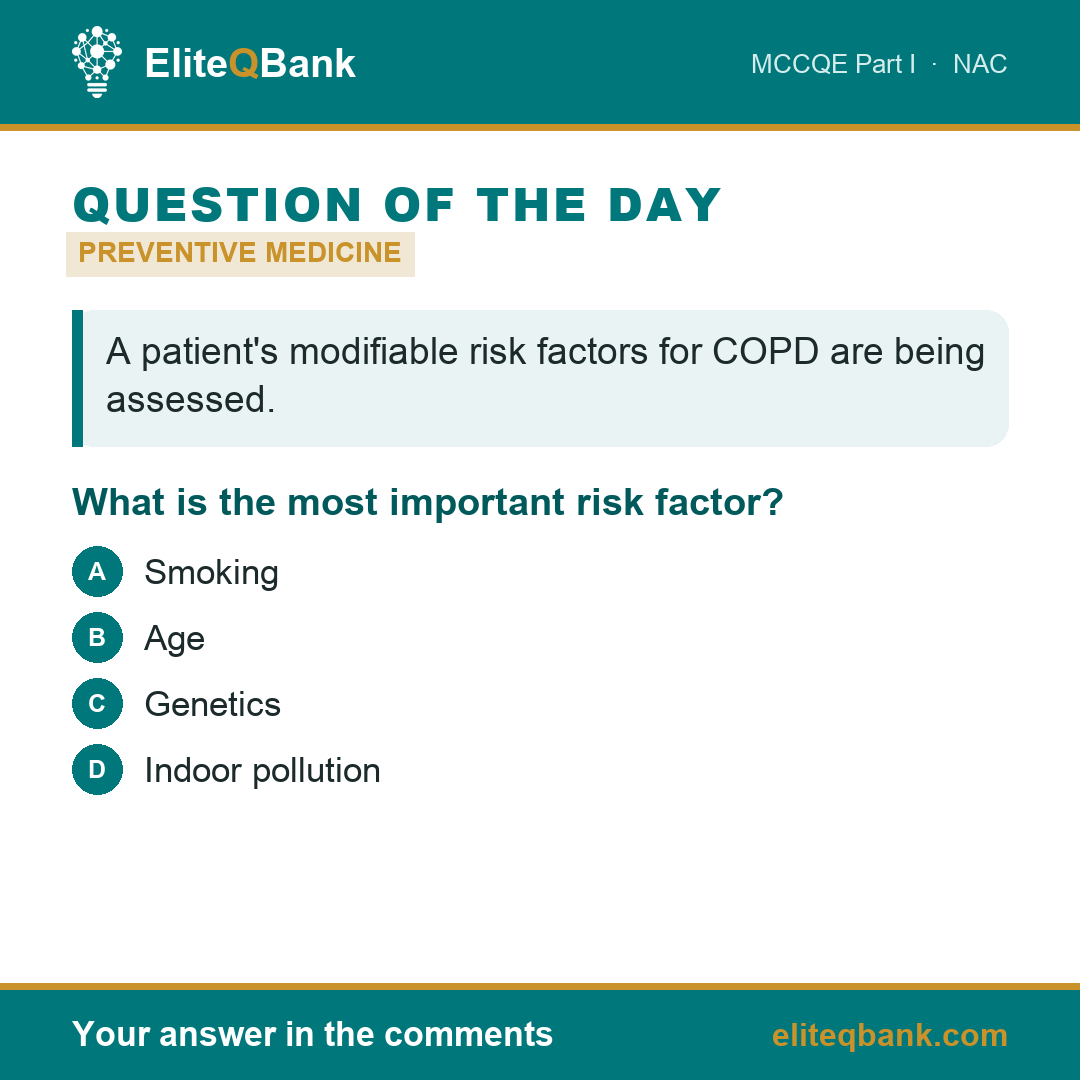 EliteQBank
MCCQE Part I · NAC
QUESTION OF THE DAY
PREVENTIVE MEDICINE
A patient's modifiable risk factors for COPD are being
assessed.
What is the most important risk factor?
A Smoking
B Age
C Genetics
D Indoor pollution
Your answer in the comments
eliteqbank.com